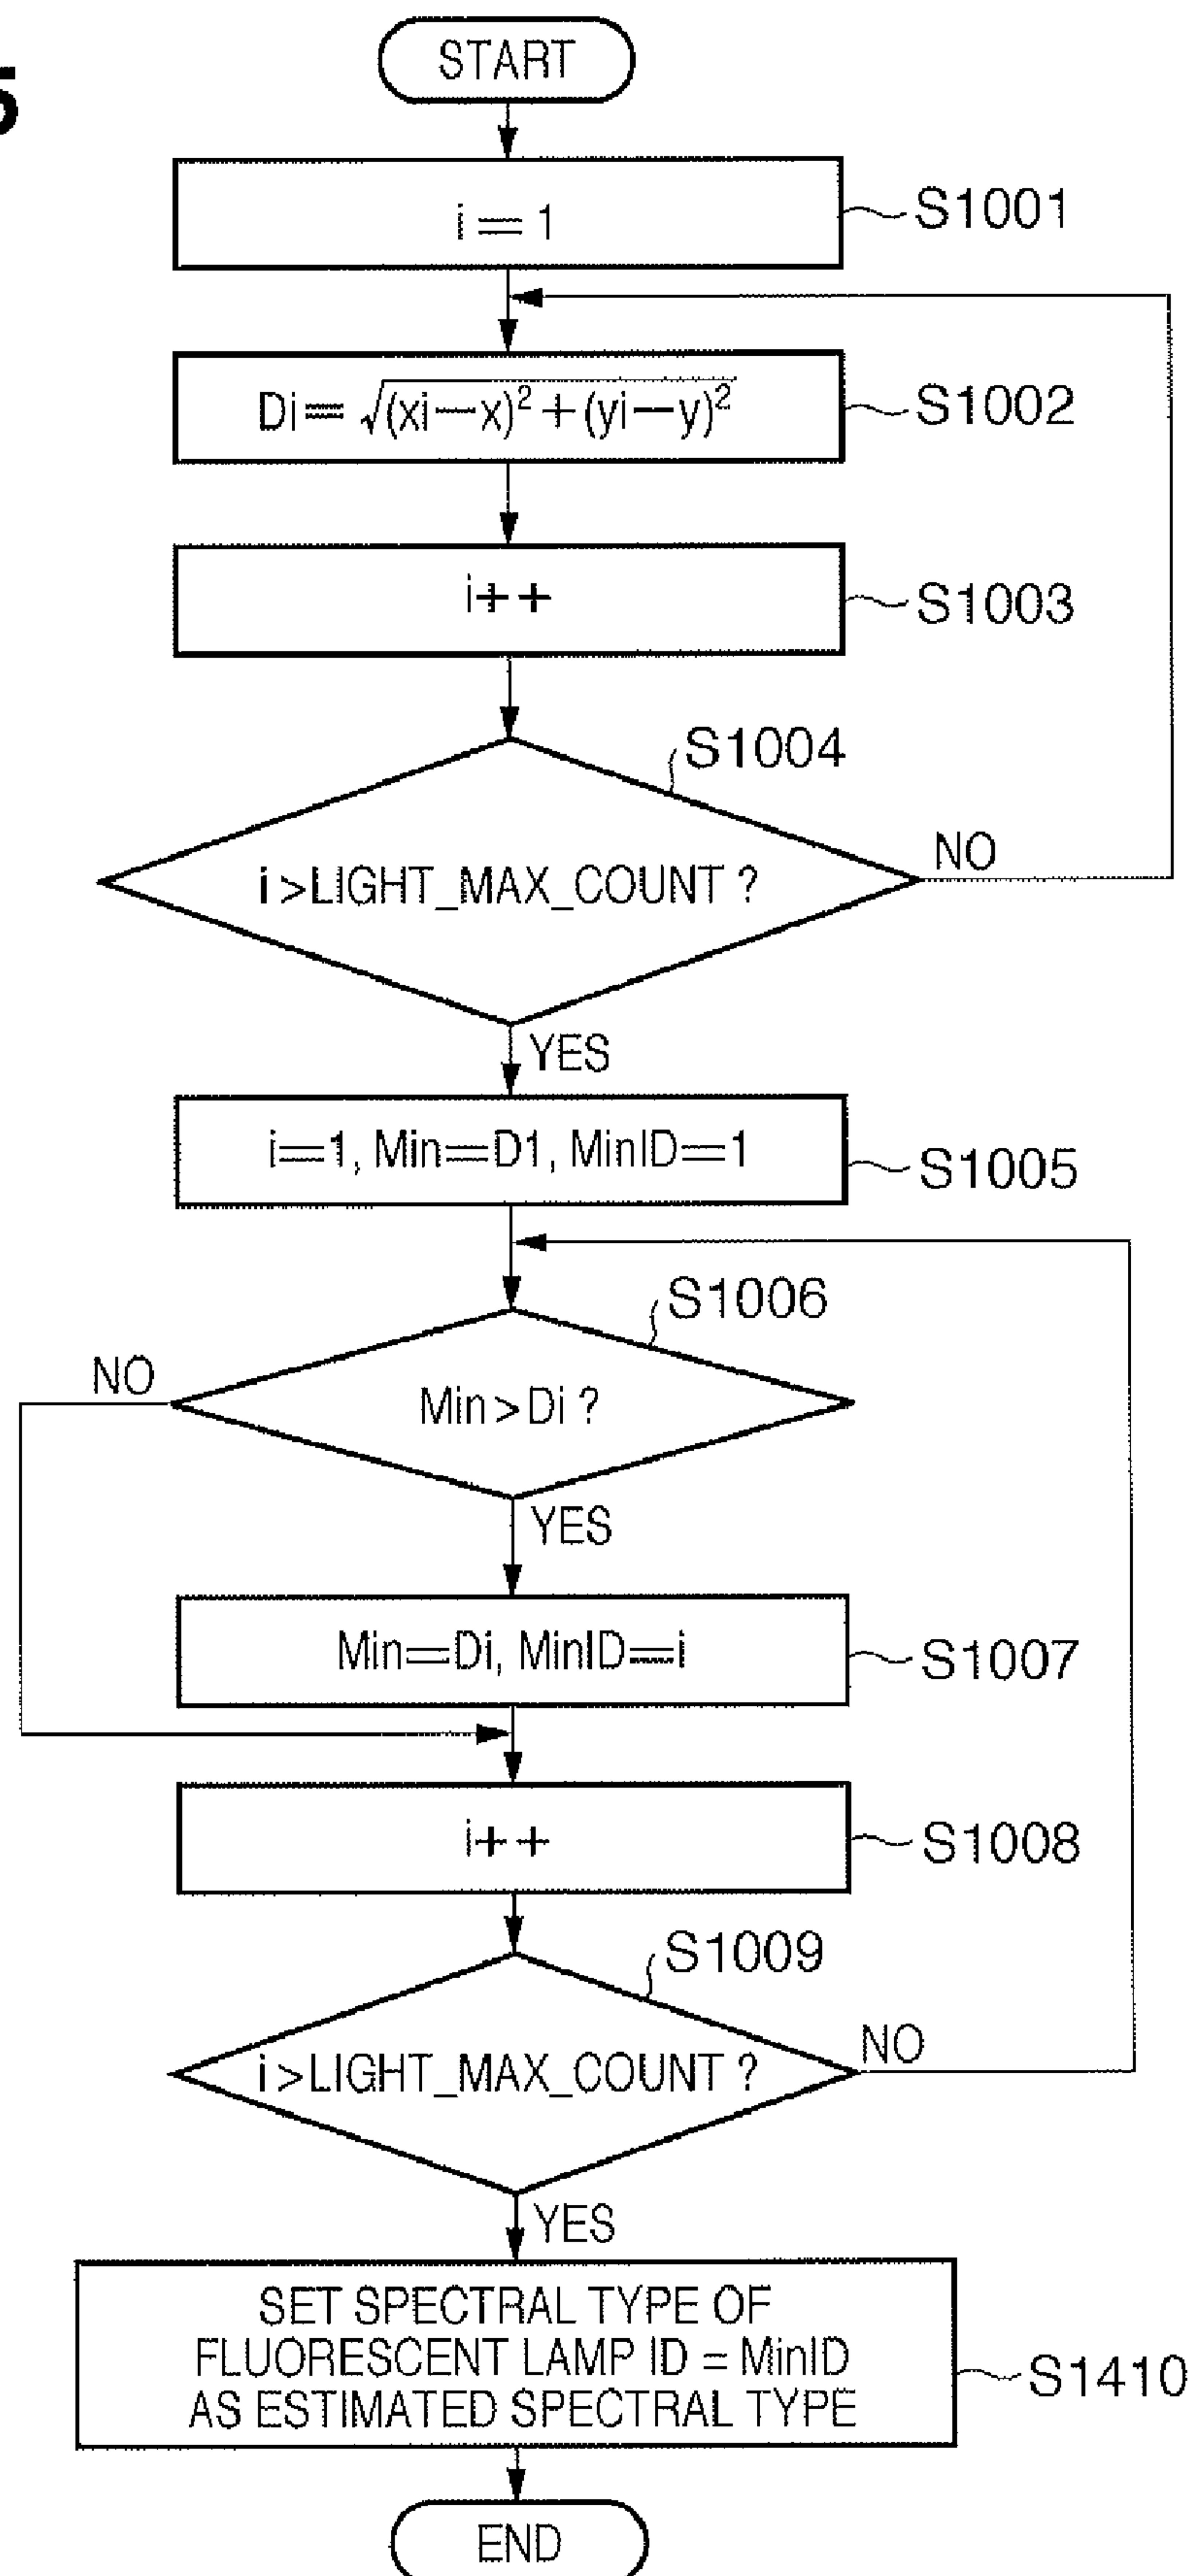 START
i=1
S1001
Di=√(xi-x)²+(yi-y)²
S1002
i++
S1003
S1004
i>LIGHT_MAX_COUNT ?
NO
YES
i=1, Min=D1, MinID=1
S1005
S1006
NO
Min>Di ?
YES
Min=Di, MinID=i
S1007
i++
S1008
S1009
i>LIGHT_MAX_COUNT ?
NO
YES
SET SPECTRAL TYPE OF
FLUORESCENT LAMP ID = MinID
AS ESTIMATED SPECTRAL TYPE
S1410
END